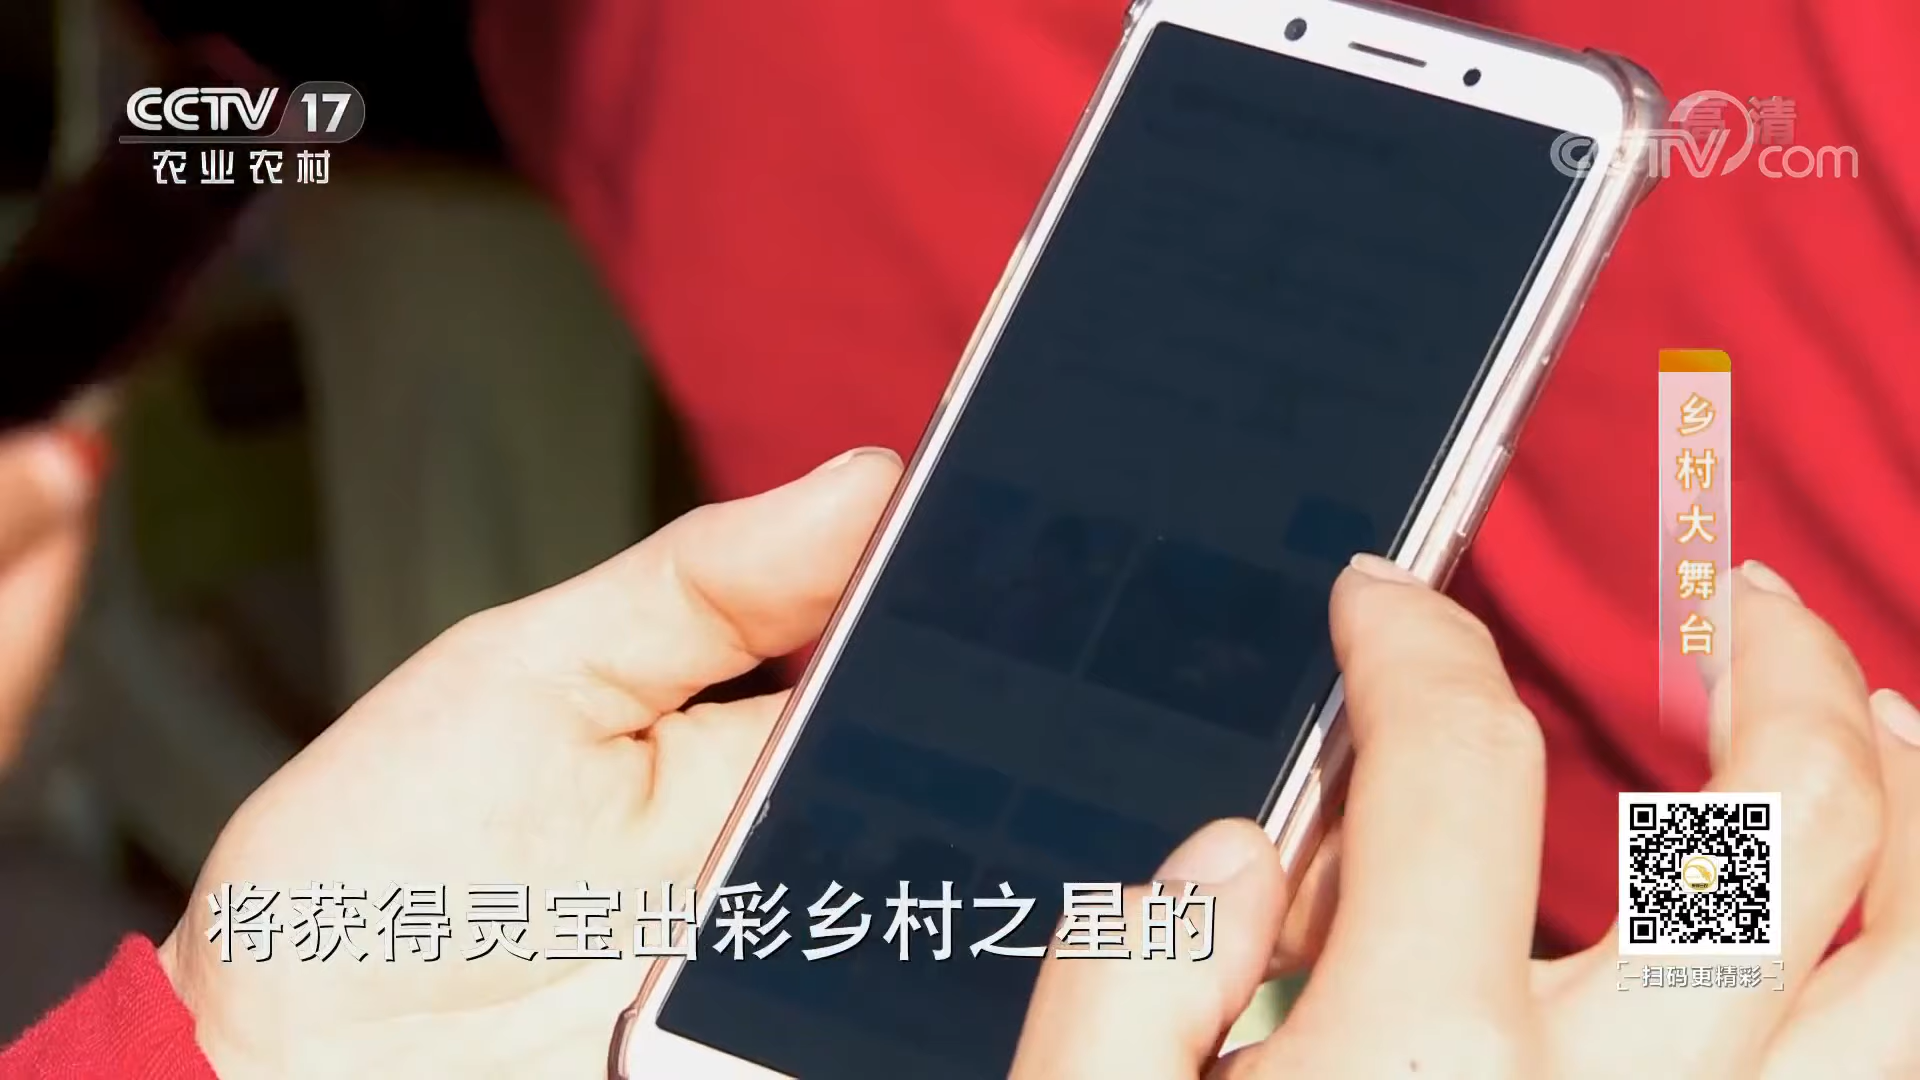 CCTV 17
农业农村
高清
CCTV com
乡村大舞台
将获得灵宝出彩乡村之星的
扫码更精彩